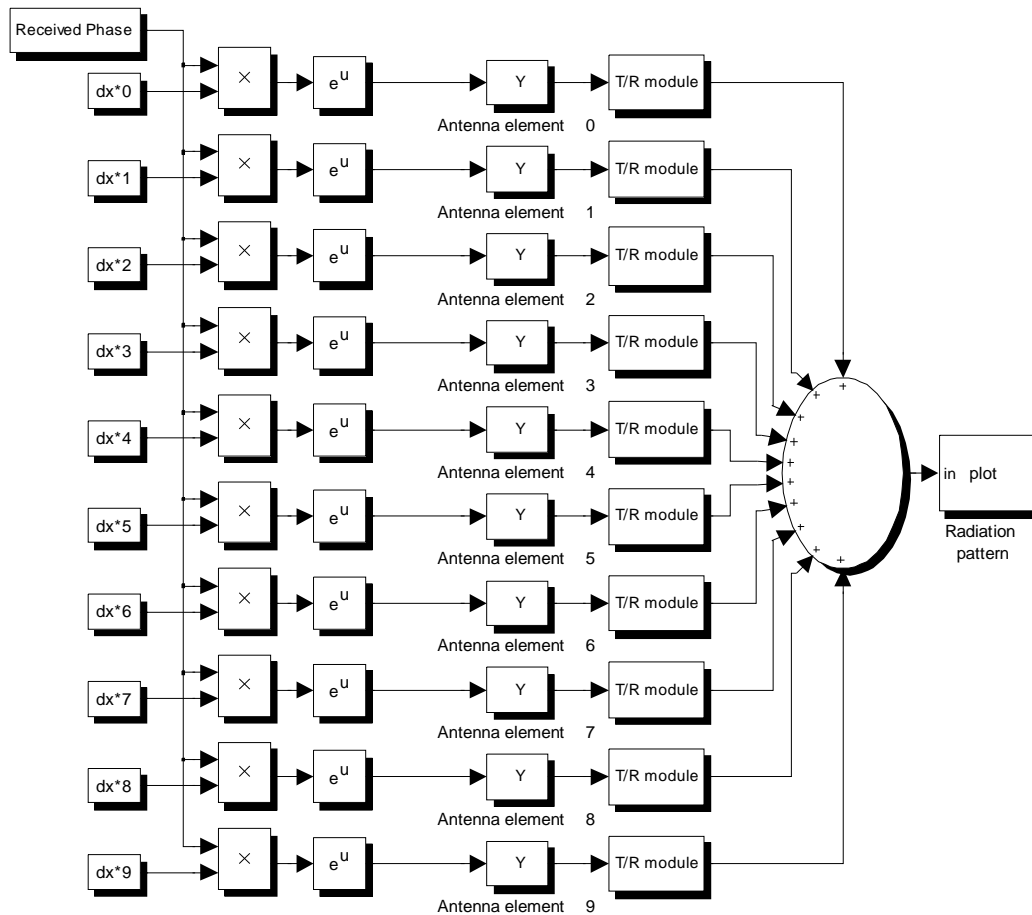 Received Phase
dx*0
×
e^u
Y
Antenna element 0
T/R module
dx*1
×
e^u
Y
Antenna element 1
T/R module
dx*2
×
e^u
Y
Antenna element 2
T/R module
dx*3
×
e^u
Y
Antenna element 3
T/R module
dx*4
×
e^u
Y
Antenna element 4
T/R module
dx*5
×
e^u
Y
Antenna element 5
T/R module
dx*6
×
e^u
Y
Antenna element 6
T/R module
dx*7
×
e^u
Y
Antenna element 7
T/R module
dx*8
×
e^u
Y
Antenna element 8
T/R module
dx*9
×
e^u
Y
Antenna element 9
T/R module
+
+
+
+
+
+
+
+
+
+
in plot
Radiation
pattern